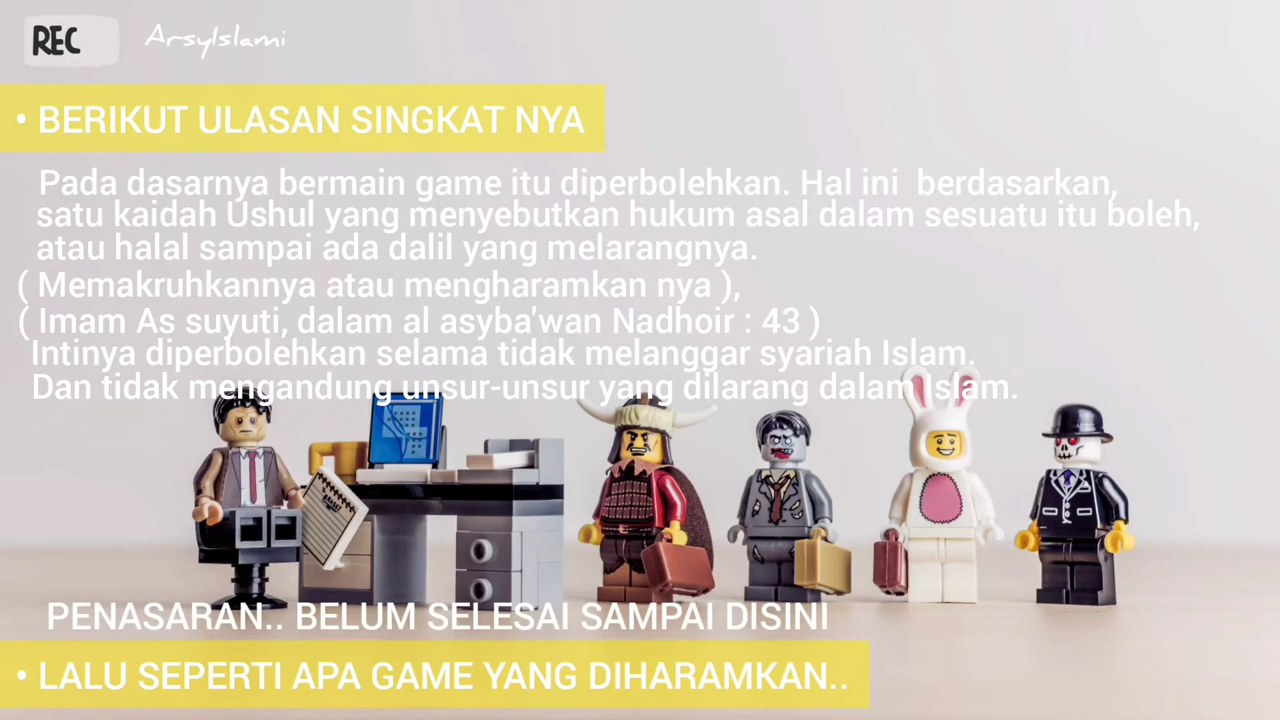 REC
ArsyIslami
• BERIKUT ULASAN SINGKAT NYA
Pada dasarnya bermain game itu diperbolehkan. Hal ini berdasarkan,
satu kaidah Ushul yang menyebutkan hukum asal dalam sesuatu itu boleh,
atau halal sampai ada dalil yang melarangnya.
( Memakruhkannya atau mengharamkan nya ),
( Imam As suyuti, dalam al asyba'wan Nadhoir : 43 )
Intinya diperbolehkan selama tidak melanggar syariah Islam.
Dan tidak mengandung unsur-unsur yang dilarang dalam Islam.
PENASARAN.. BELUM SELESAI SAMPAI DISINI
• LALU SEPERTI APA GAME YANG DIHARAMKAN..